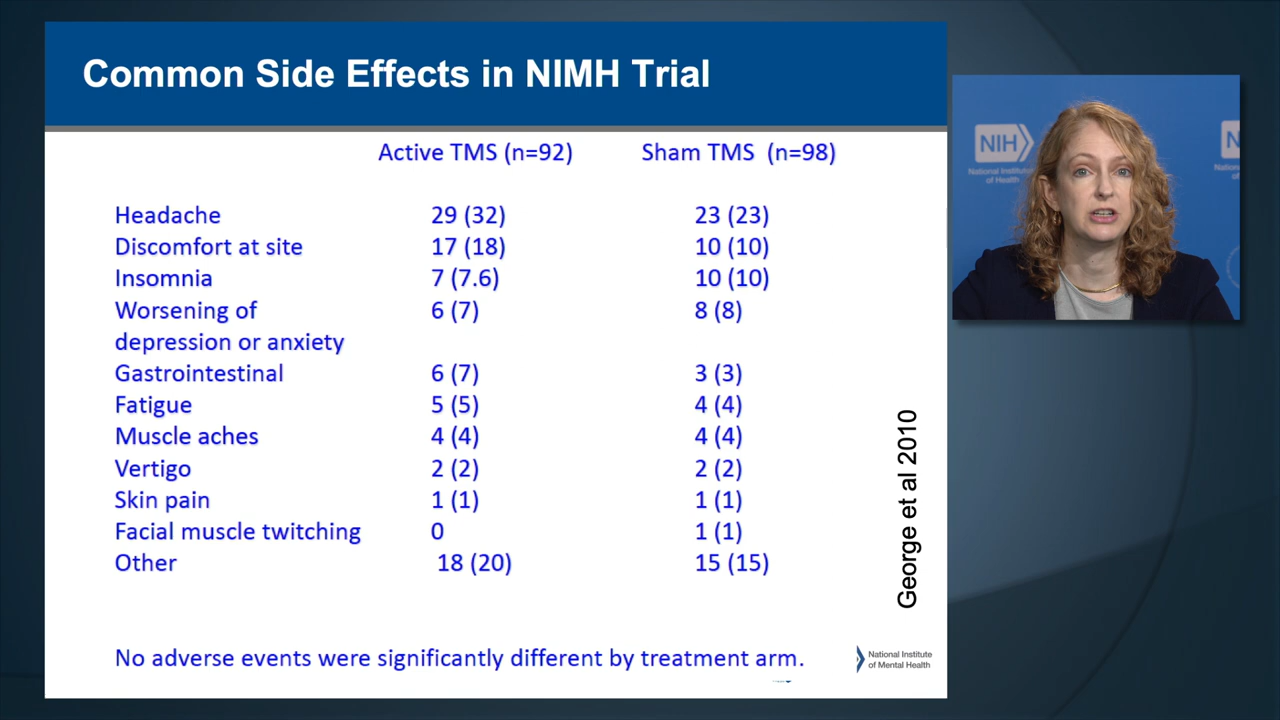 Common Side Effects in NIMH Trial
Active TMS (n=92) Sham TMS (n=98)
Headache 29 (32) 23 (23)
Discomfort at site 17 (18) 10 (10)
Insomnia 7 (7.6) 10 (10)
Worsening of 6 (7) 8 (8)
depression or anxiety
Gastrointestinal 6 (7) 3 (3)
Fatigue 5 (5) 4 (4)
Muscle aches 4 (4) 4 (4)
Vertigo 2 (2) 2 (2)
Skin pain 1 (1) 1 (1)
Facial muscle twitching 0 1 (1)
Other 18 (20) 15 (15)
George et al 2010
No adverse events were significantly different by treatment arm.
National Institute
of Mental Health
NIH
National Institutes
of Health